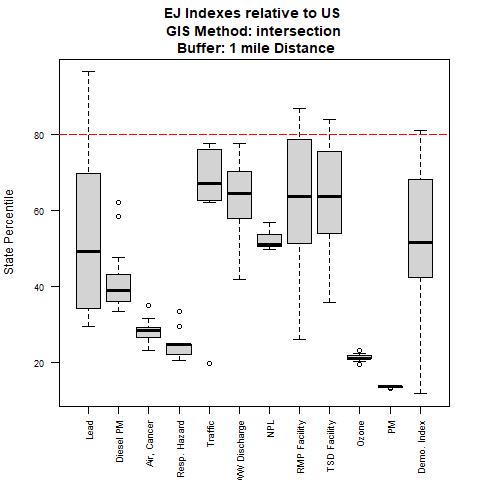 EJ Indexes relative to US
GIS Method: intersection
Buffer: 1 mile Distance
State Percentile
80
60
40
20
Lead
Diesel PM
Air, Cancer
Resp. Hazard
Traffic
WW Discharge
NPL
RMP Facility
TSD Facility
Ozone
PM
Demo. Index